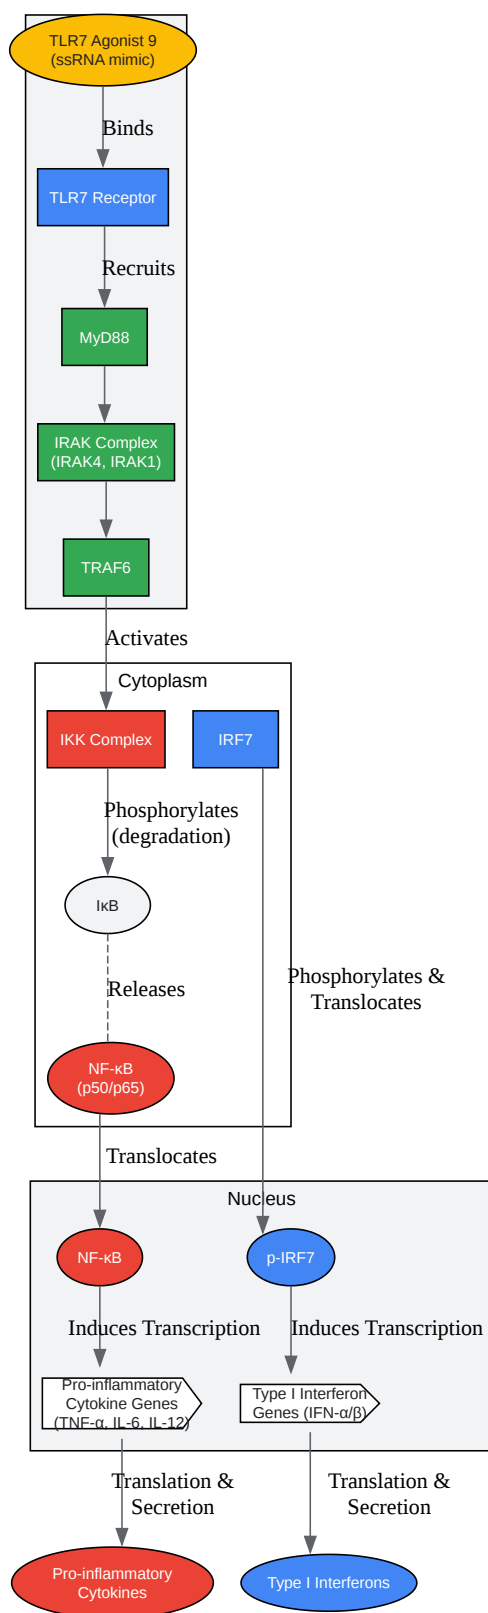 TLR7 Agonist 9
(ssRNA mimic)
Binds
TLR7 Receptor
Recruits
MyD88
IRAK Complex
(IRAK4, IRAK1)
TRAF6
Activates
Cytoplasm
IKK Complex
IRF7
Phosphorylates
(degradation)
IκB
Releases
Phosphorylates &
Translocates
NF-κB
(p50/p65)
Translocates
Nucleus
NF-κB
p-IRF7
Induces Transcription
Induces Transcription
Pro-inflammatory
Cytokine Genes
(TNF-α, IL-6, IL-12)
Type I Interferon
Genes (IFN-α/β)
Translation &
Secretion
Translation &
Secretion
Pro-inflammatory
Cytokines
Type I Interferons